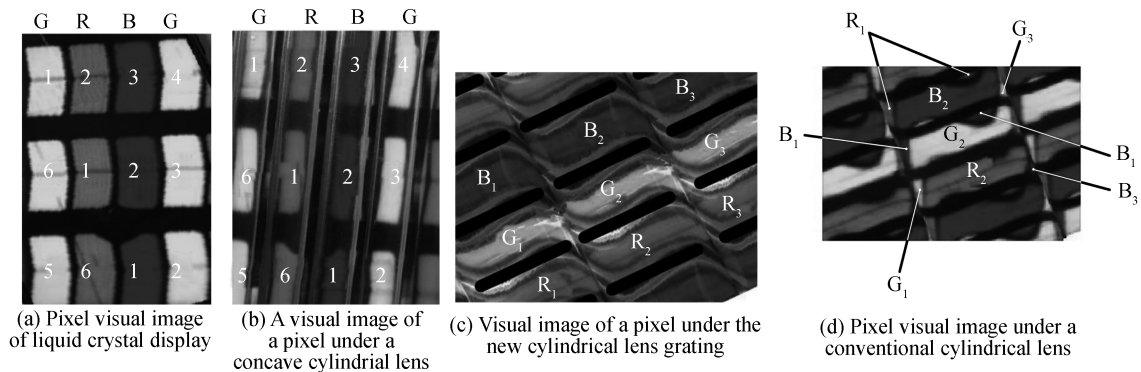 G R B G
1 2 3 4
6 1 2 3
5 6 1 2
(a) Pixel visual image
of liquid crystal display
G R B G
1 2 3 4
6 1 2 3
5 6 1 2
(b) A visual image of
a pixel under a
concave cylindrial lens
B3
B2
G3
B1
G2
R3
G1
R2
R1
(c) Visual image of a pixel under the
new cylindrical lens grating
R1
G3
B2
B1
G2
B1
R2
B3
G1
(d) Pixel visual image under a
conventional cylindrical lens